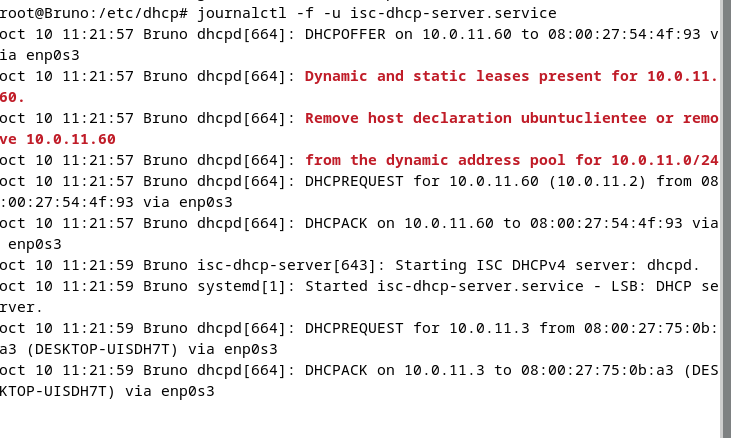 root@Bruno:/etc/dhcp# journalctl -f -u isc-dhcp-server.service
oct 10 11:21:57 Bruno dhcpd[664]: DHCPOFFER on 10.0.11.60 to 08:00:27:54:4f:93 v
ia enp0s3
oct 10 11:21:57 Bruno dhcpd[664]: Dynamic and static leases present for 10.0.11.
60.
oct 10 11:21:57 Bruno dhcpd[664]: Remove host declaration ubuntuclientee or remo
ve 10.0.11.60
oct 10 11:21:57 Bruno dhcpd[664]: from the dynamic address pool for 10.0.11.0/24
oct 10 11:21:57 Bruno dhcpd[664]: DHCPREQUEST for 10.0.11.60 (10.0.11.2) from 08
:00:27:54:4f:93 via enp0s3
oct 10 11:21:57 Bruno dhcpd[664]: DHCPACK on 10.0.11.60 to 08:00:27:54:4f:93 via
 enp0s3
oct 10 11:21:59 Bruno isc-dhcp-server[643]: Starting ISC DHCPv4 server: dhcpd.
oct 10 11:21:59 Bruno systemd[1]: Started isc-dhcp-server.service - LSB: DHCP se
rver.
oct 10 11:21:59 Bruno dhcpd[664]: DHCPREQUEST for 10.0.11.3 from 08:00:27:75:0b:
a3 (DESKTOP-UISDH7T) via enp0s3
oct 10 11:21:59 Bruno dhcpd[664]: DHCPACK on 10.0.11.3 to 08:00:27:75:0b:a3 (DES
KTOP-UISDH7T) via enp0s3